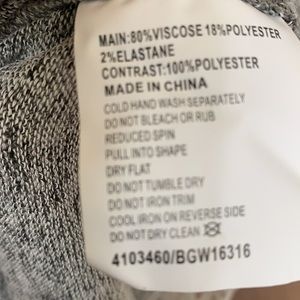 MAIN:80%VISCOSE 18%POLYESTER
2%ELASTANE
CONTRAST:100%POLYESTER
MADE IN CHINA
COLD HAND WASH SEPARATELY
DO NOT BLEACH OR RUB
REDUCED SPIN
PULL INTO SHAPE
DRY FLAT
DO NOT TUMBLE DRY
DO NOT IRON TRIM
COOL IRON ON REVERSE SIDE
DO NOT DRY CLEAN
4103460/BGW16316